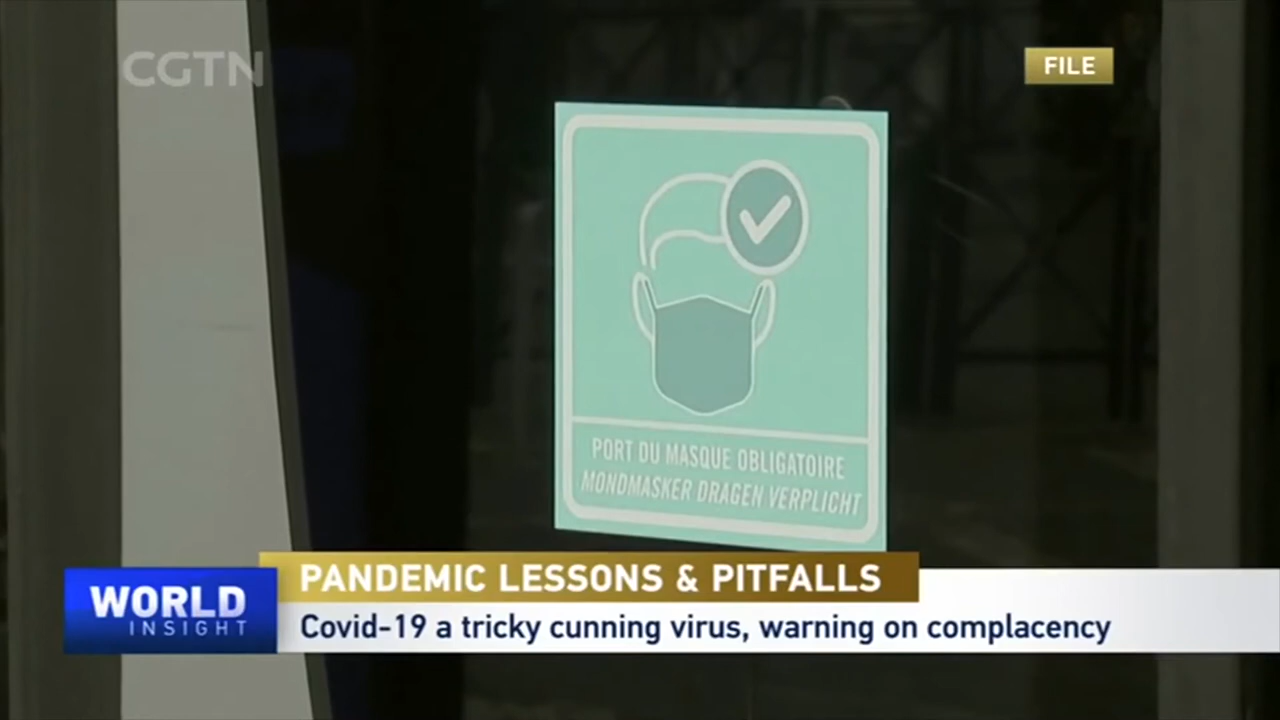 CGTN
FILE
PORT DU MASQUE OBLIGATOIRE
MONDMASKER DRAGEN VERPLICHT
PANDEMIC LESSONS & PITFALLS
WORLD
INSIGHT
Covid-19 a tricky cunning virus, warning on complacency